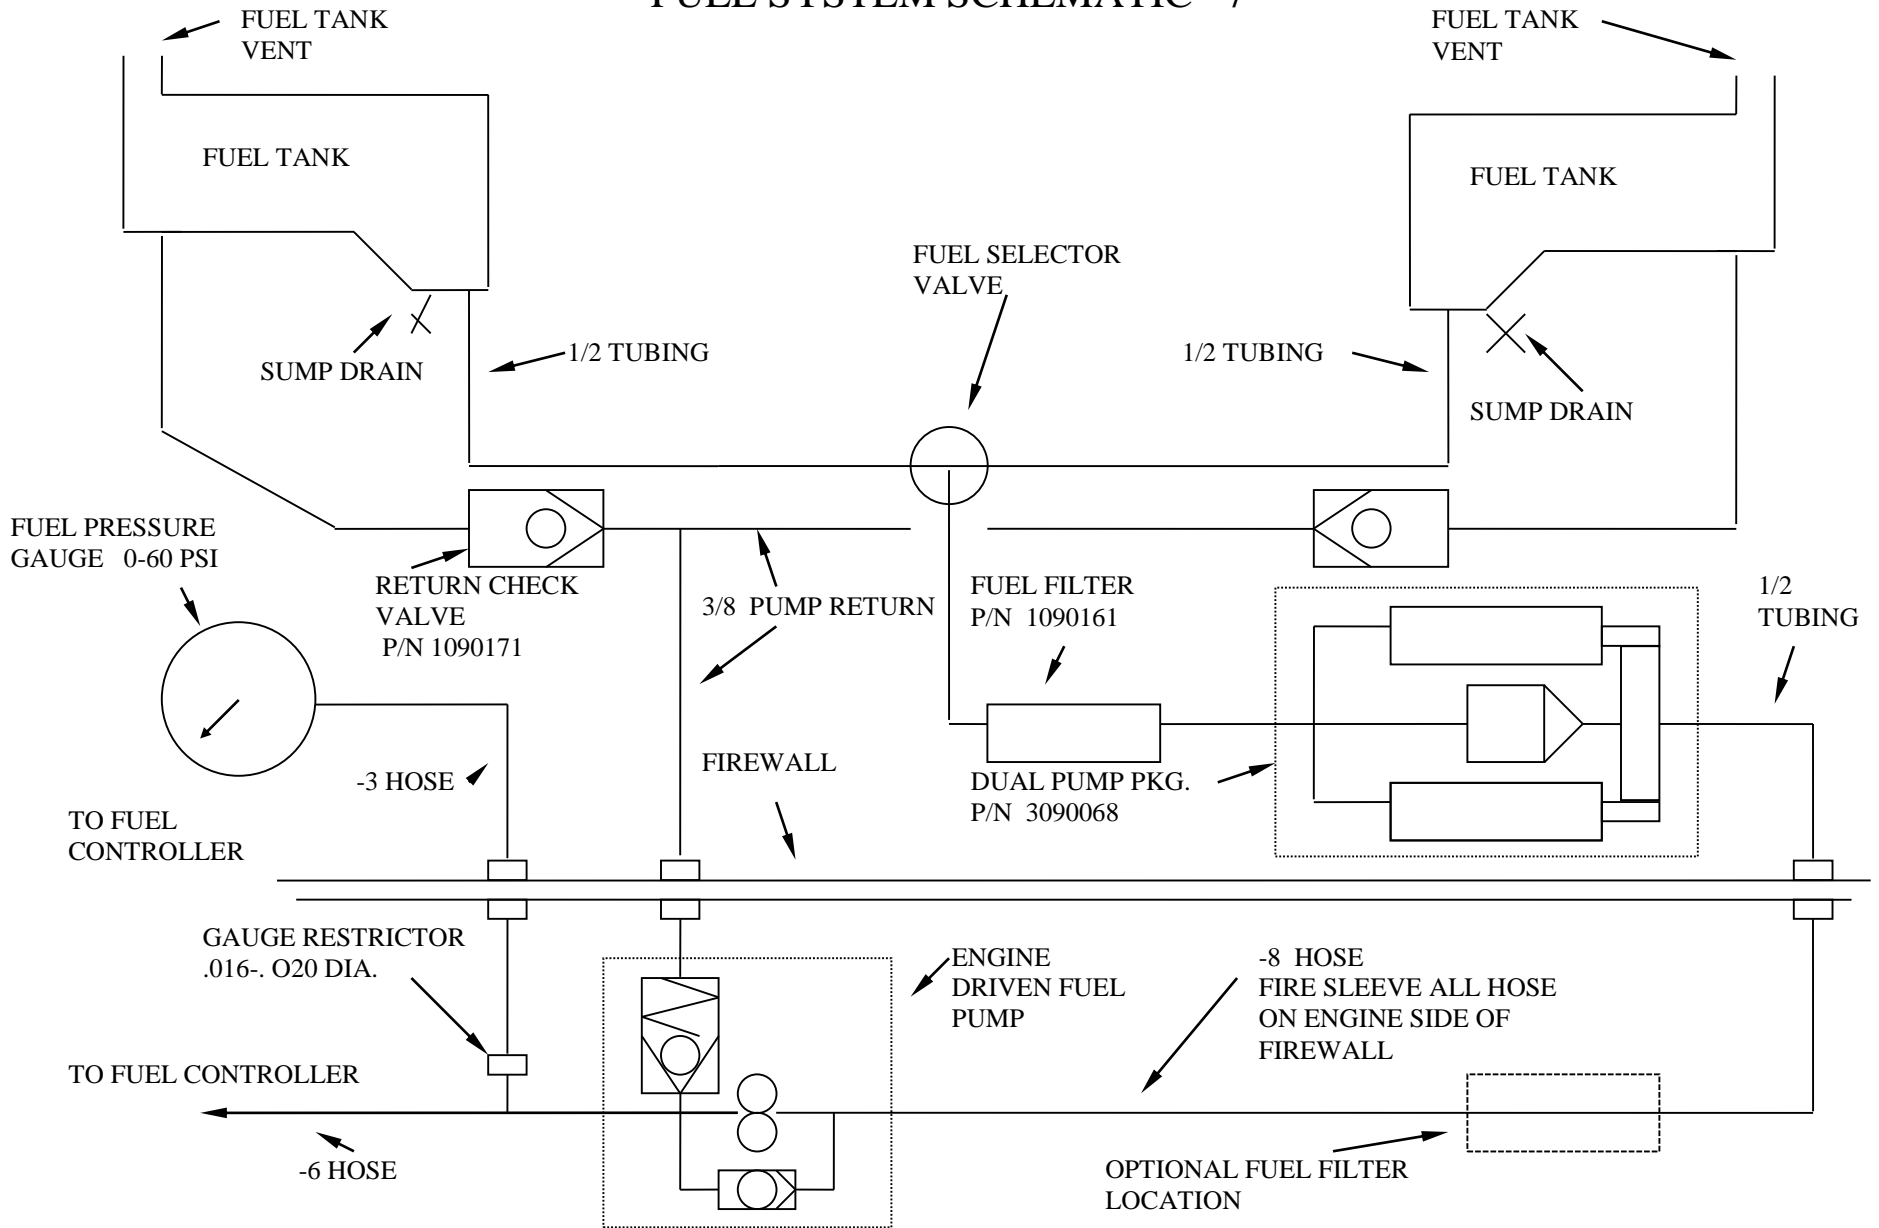 FUEL SYSTEM SCHEMATIC -7
FUEL TANK
VENT
FUEL TANK
VENT
FUEL TANK
FUEL TANK
FUEL SELECTOR
VALVE
1/2 TUBING
1/2 TUBING
SUMP DRAIN
SUMP DRAIN
FUEL PRESSURE
GAUGE 0-60 PSI
RETURN CHECK
VALVE
P/N 1090171
3/8 PUMP RETURN
FUEL FILTER
P/N 1090161
1/2
TUBING
FIREWALL
-3 HOSE
DUAL PUMP PKG.
P/N 3090068
TO FUEL
CONTROLLER
GAUGE RESTRICTOR
.016-. O20 DIA.
ENGINE
DRIVEN FUEL
PUMP
-8 HOSE
FIRE SLEEVE ALL HOSE
ON ENGINE SIDE OF
FIREWALL
TO FUEL CONTROLLER
-6 HOSE
OPTIONAL FUEL FILTER
LOCATION